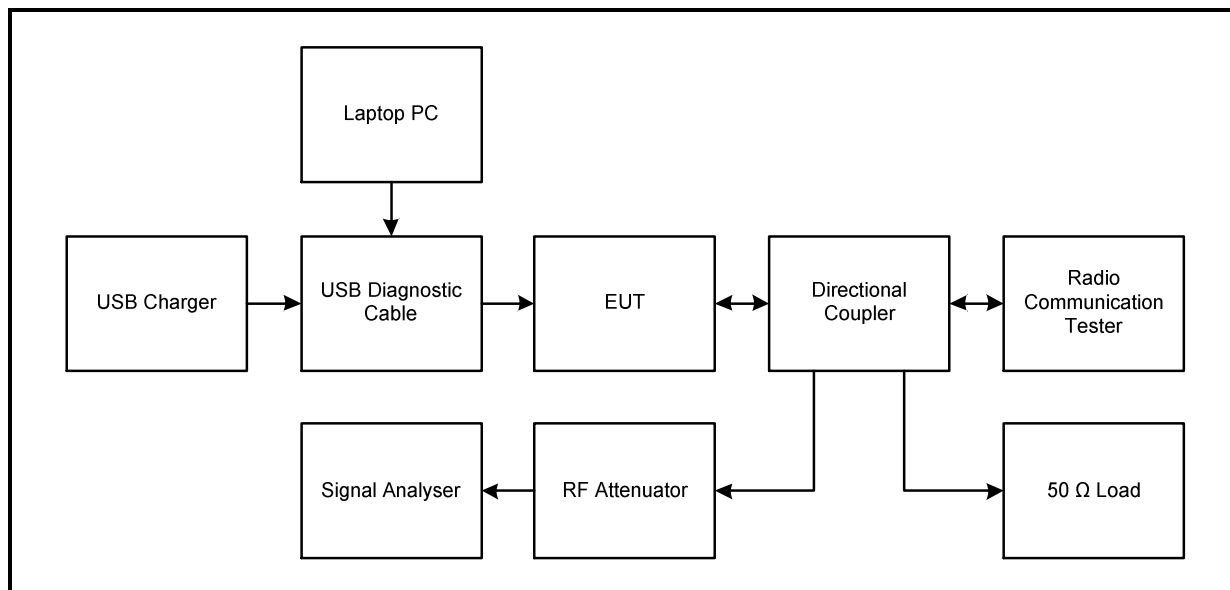 Laptop PC
USB Charger
USB Diagnostic
Cable
EUT
Directional
Coupler
Radio
Communication
Tester
Signal Analyser
RF Attenuator
50 Ω Load